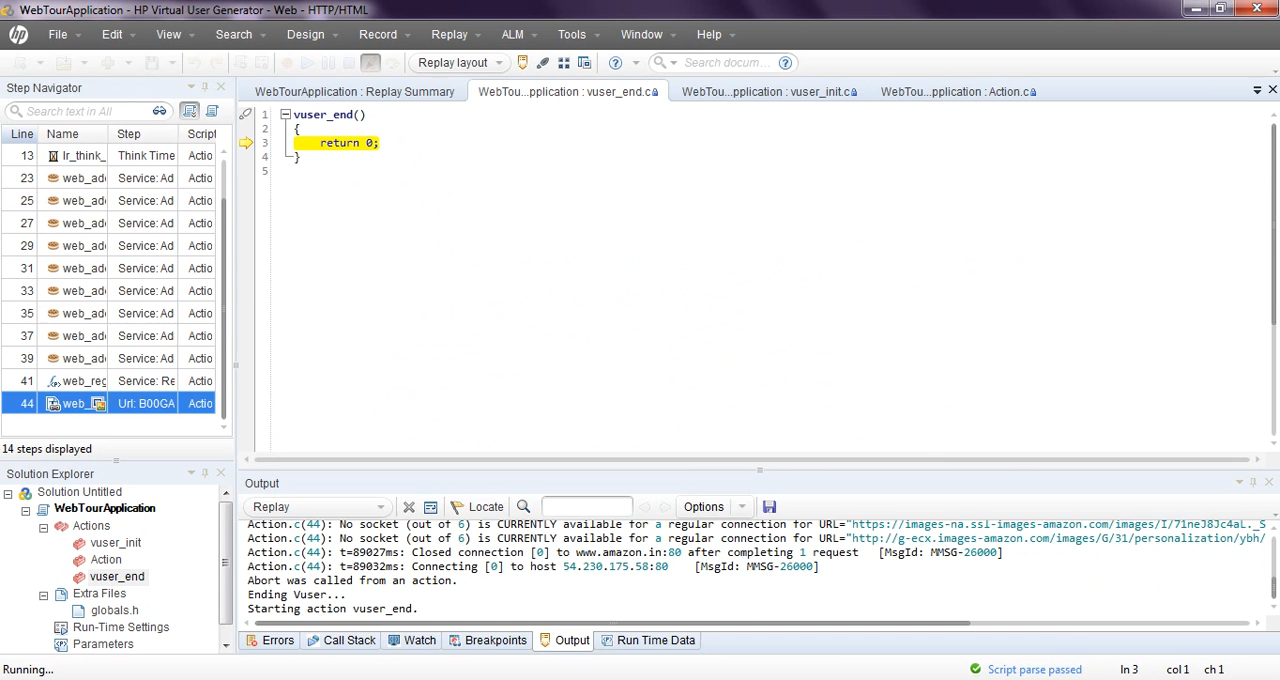 WebTourApplication - HP Virtual User Generator - Web - HTTP/HTML
hp File Edit View Search Design Record Replay ALM Tools Window Help
Replay layout Search docum...
Step Navigator
Search text in All
Line Name Step Script
13 lr_think_ Think Time Actio
23 web_add Service: Ad Actio
25 web_add Service: Ad Actio
27 web_add Service: Ad Actio
29 web_add Service: Ad Actio
31 web_add Service: Ad Actio
33 web_add Service: Ad Actio
35 web_add Service: Ad Actio
37 web_add Service: Ad Actio
39 web_add Service: Ad Actio
41 web_reg Service: Re Actio
44 web_ Url: B00GA Actio
14 steps displayed
Solution Explorer
Solution Untitled
WebTourApplication
Actions
vuser_init
Action
vuser_end
Extra Files
globals.h
Run-Time Settings
Parameters
WebTourApplication : Replay Summary WebTou...pplication : vuser_end.c WebTou...pplication : vuser_init.c WebTou...pplication : Action.c
1 vuser_end()
2 {
3 return 0;
4 }
5
Output
Replay Locate Options
Action.c(44): No socket (out of 6) is CURRENTLY available for a regular connection for URL="https://images-na.ssl-images-amazon.com/images/I/71neJ8Jc4aL._S
Action.c(44): No socket (out of 6) is CURRENTLY available for a regular connection for URL="http://g-ecx.images-amazon.com/images/G/31/personalization/ybh/
Action.c(44): t=89027ms: Closed connection [0] to www.amazon.in:80 after completing 1 request [MsgId: MMSG-26000]
Action.c(44): t=89032ms: Connecting [0] to host 54.230.175.58:80 [MsgId: MMSG-26000]
Abort was called from an action.
Ending Vuser...
Starting action vuser_end.
Errors Call Stack Watch Breakpoints Output Run Time Data
Running... Script parse passed ln 3 col 1 ch 1